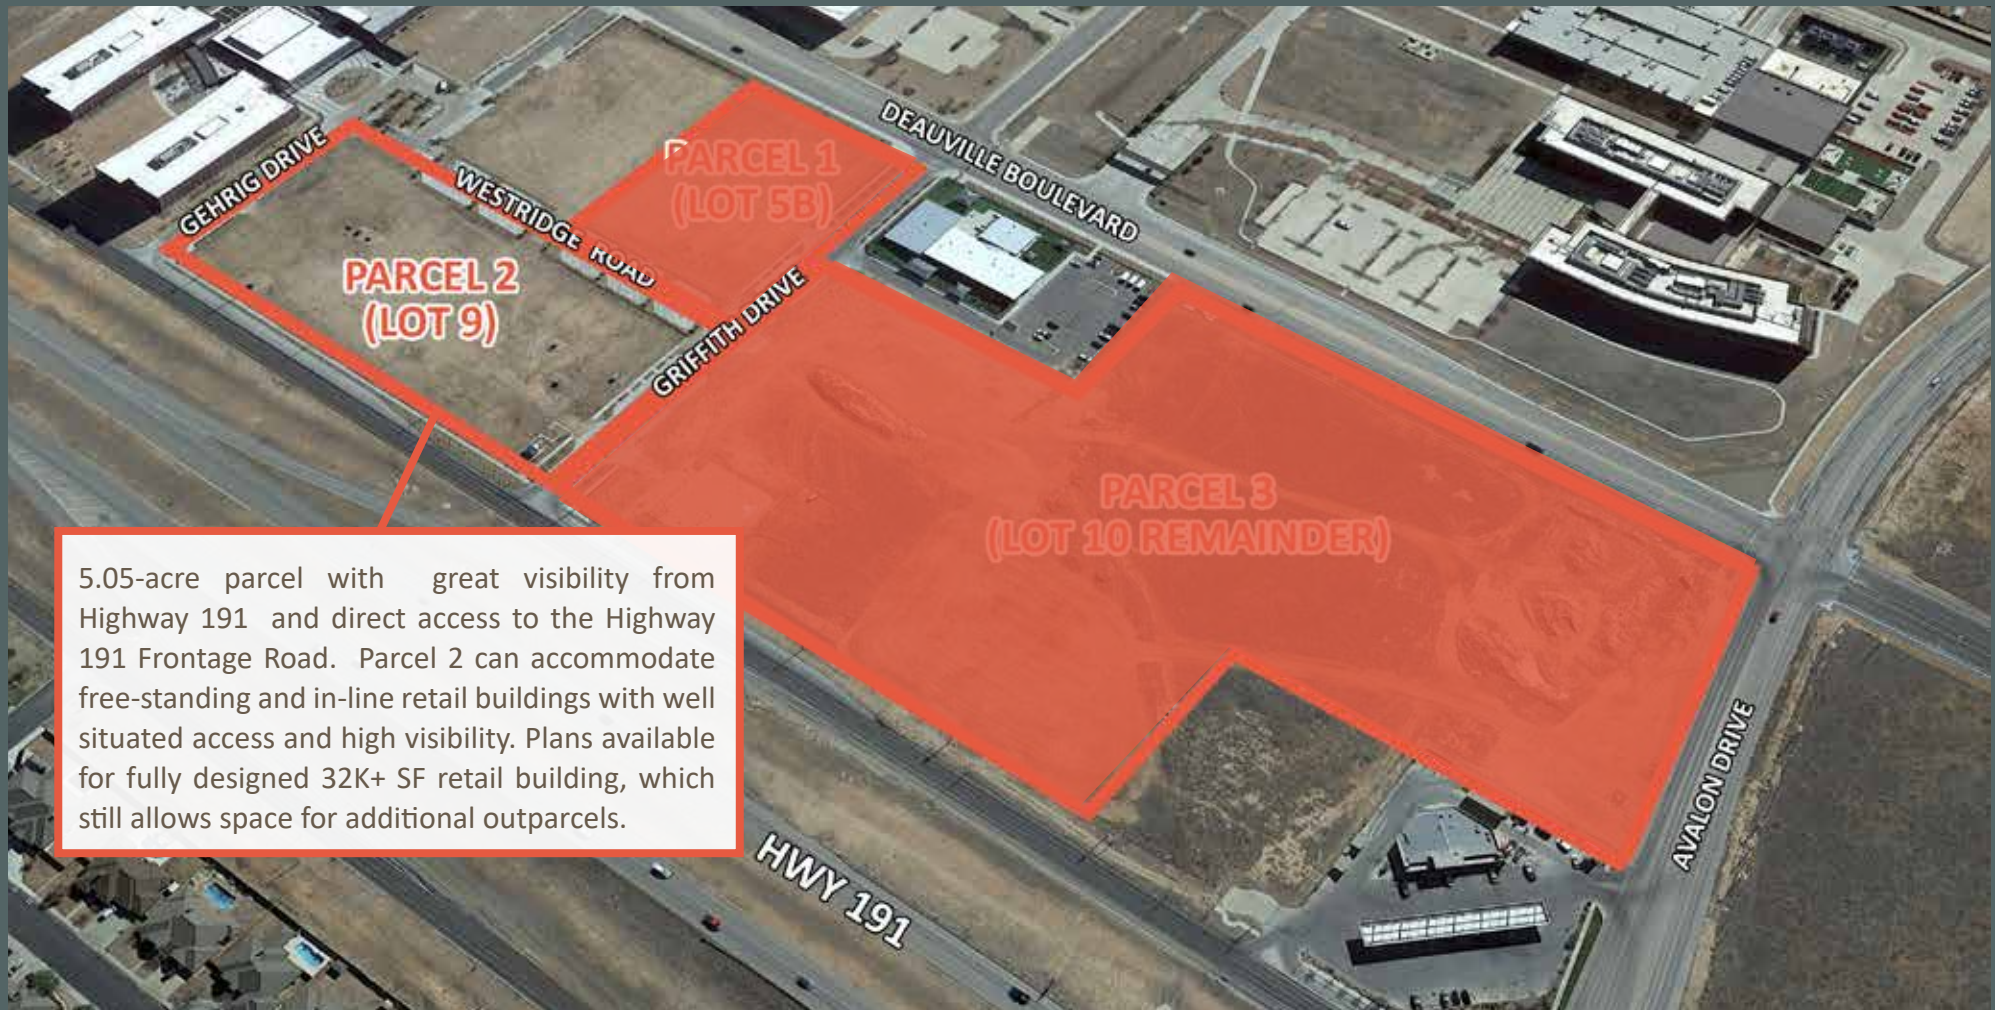 DEAUVILLE BOULEVARD
PARCEL 1
(LOT 5B)
GEHRIG DRIVE
WESTRIDGE ROAD
PARCEL 2
(LOT 9)
GRIFFITH DRIVE
PARCEL 3
(LOT 10 REMAINDER)
5.05-acre parcel with great visibility from
Highway 191 and direct access to the Highway
191 Frontage Road. Parcel 2 can accommodate
free-standing and in-line retail buildings with well
situated access and high visibility. Plans available
for fully designed 32K+ SF retail building, which
still allows space for additional outparcels.
AVALON DRIVE
HWY 191